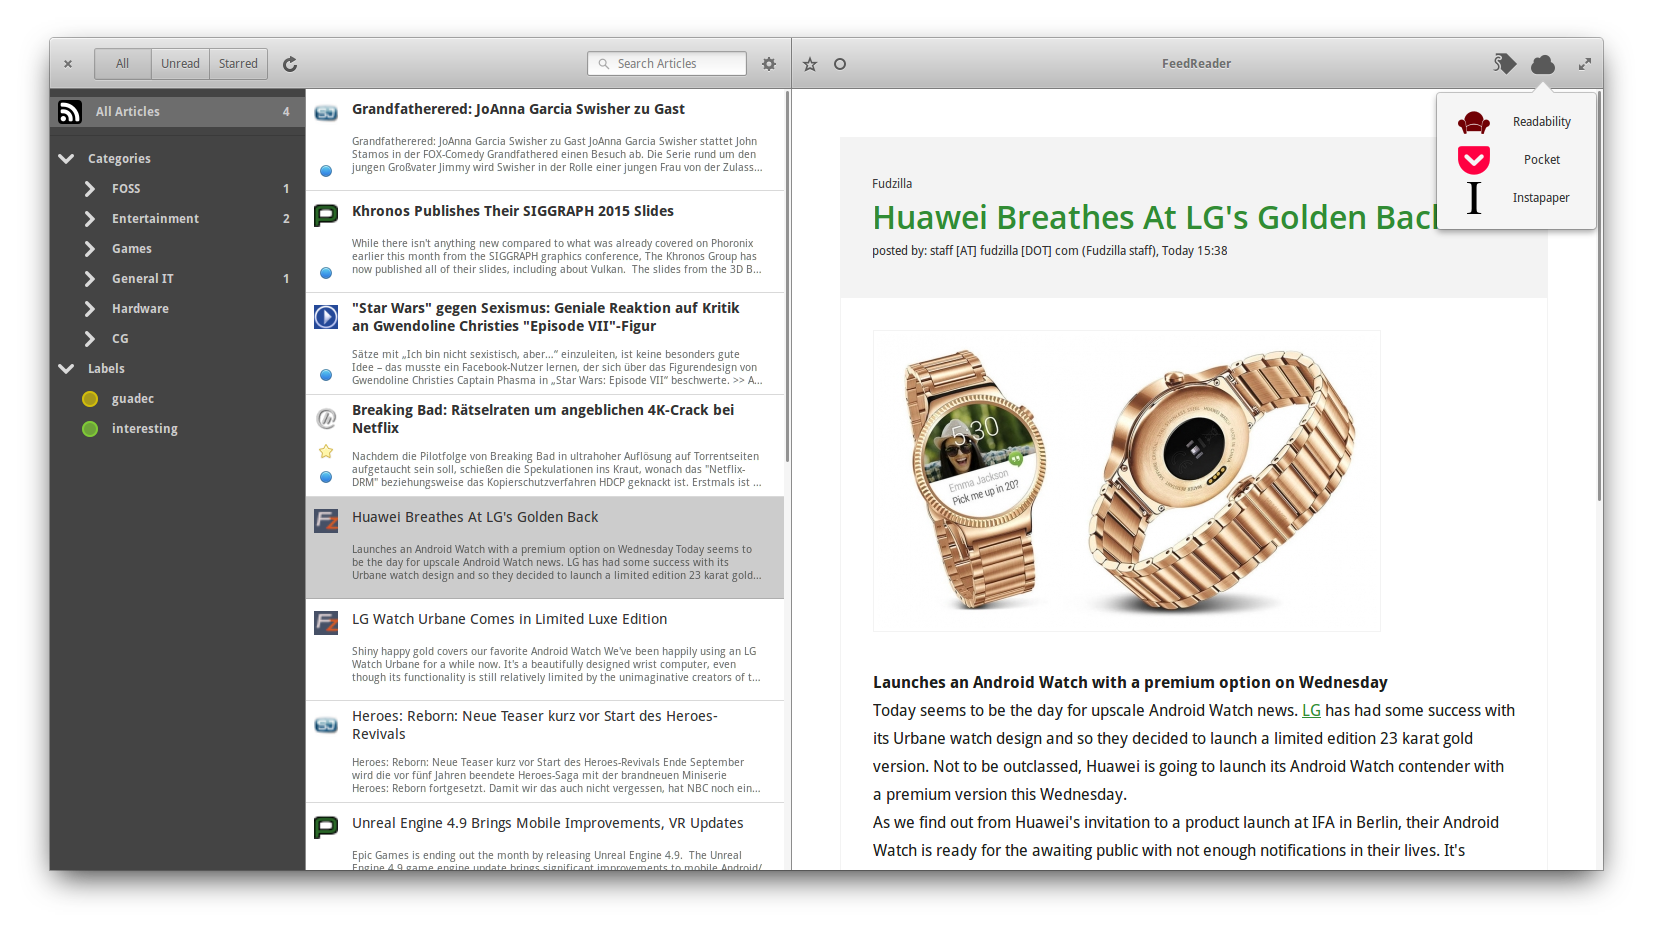 All
Unread
Starred
Search Articles
FeedReader
All Articles 4
Categories
FOSS 1
Entertainment 2
Games
General IT 1
Hardware
CG
Labels
guadec
interesting
Grandfatherered: JoAnna Garcia Swisher zu Gast
Grandfatherered: JoAnna Garcia Swisher zu Gast JoAnna Garcia Swisher stattet John
Stamos in der FOX-Comedy Grandfathered einen Besuch ab. Die Serie rund um den
jungen Großvater Jimmy wird Swisher in der Rolle einer jungen Frau von der Zulass...
Khronos Publishes Their SIGGRAPH 2015 Slides
While there isn't anything new compared to what was already covered on Phoronix
earlier this month from the SIGGRAPH graphics conference, The Khronos Group has
now published all of their slides, including about Vulkan. The slides from the 3D B...
"Star Wars" gegen Sexismus: Geniale Reaktion auf Kritik
an Gwendoline Christies "Episode VII"-Figur
Sätze mit „Ich bin nicht sexistisch, aber...“ einzuleiten, ist keine besonders gute
Idee – das musste ein Facebook-Nutzer lernen, der sich über das Figurendesign von
Gwendoline Christies Captain Phasma in „Star Wars: Episode VII“ beschwerte. >> A...
Breaking Bad: Rätselraten um angeblichen 4K-Crack bei
Netflix
Nachdem die Pilotfolge von Breaking Bad in ultrahoher Auflösung auf Torrentseiten
aufgetaucht sein soll, schießen die Spekulationen ins Kraut, wonach das "Netflix-
DRM" beziehungsweise das Kopierschutzverfahren HDCP geknackt ist. Erstmals ist ...
Huawei Breathes At LG's Golden Back
Launches an Android Watch with a premium option on Wednesday Today seems to
be the day for upscale Android Watch news. LG has had some success with its
Urbane watch design and so they decided to launch a limited edition 23 karat gold...
LG Watch Urbane Comes in Limited Luxe Edition
Shiny happy gold covers our favorite Android Watch We've been happily using an LG
Watch Urbane for a while now. It's a beautifully designed wrist computer, even
though its functionality is still relatively limited by the unimaginative creators of t...
Heroes: Reborn: Neue Teaser kurz vor Start des Heroes-
Revivals
Heroes: Reborn: Neue Teaser kurz vor Start des Heroes-Revivals Ende September
wird die vor fünf Jahren beendete Heroes-Saga mit der brandneuen Miniserie
Heroes: Reborn fortgesetzt. Damit wir das auch nicht vergessen, hat NBC noch ein...
Unreal Engine 4.9 Brings Mobile Improvements, VR Updates
Epic Games is ending out the month by releasing Unreal Engine 4.9. The Unreal
Engine 4.9 game engine update brings significant improvements to mobile Android/
Readability
Pocket
Instapaper
Fudzilla
Huawei Breathes At LG's Golden Back
posted by: staff [AT] fudzilla [DOT] com (Fudzilla staff), Today 15:38
5:30
Emma Jackson
Pick me up in 20?
Launches an Android Watch with a premium option on Wednesday
Today seems to be the day for upscale Android Watch news. LG has had some success with
its Urbane watch design and so they decided to launch a limited edition 23 karat gold
version. Not to be outclassed, Huawei is going to launch its Android Watch contender with
a premium version this Wednesday.
As we find out from Huawei's invitation to a product launch at IFA in Berlin, their Android
Watch is ready for the awaiting public with not enough notifications in their lives. It's